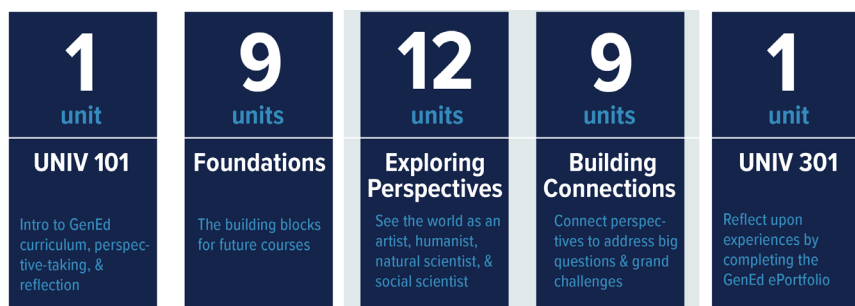 1
unit
UNIV 101
Intro to GenEd
curriculum, perspec-
tive-taking, &
reflection
9
units
Foundations
The building blocks
for future courses
12
units
Exploring
Perspectives
See the world as an
artist, humanist,
natural scientist, &
social scientist
9
units
Building
Connections
Connect perspec-
tives to address big
questions & grand
challenges
1
unit
UNIV 301
Reflect upon
experiences by
completing the
GenEd ePortfolio